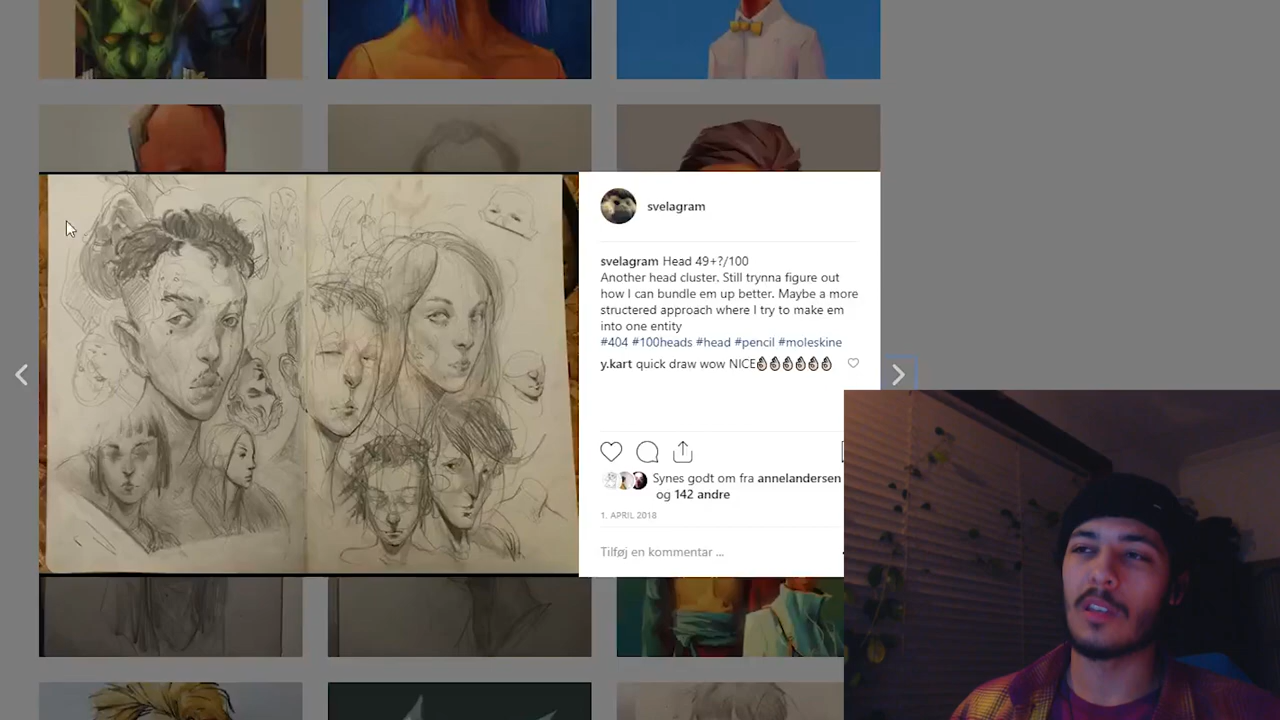 svelagram
svelagram Head 49+?/100
Another head cluster. Still trynna figure out
how I can bundle em up better. Maybe a more
structered approach where I try to make em
into one entity
#404 #100heads #head #pencil #moleskine
y.kart quick draw wow NICE👌🏿👌🏿👌🏿👌🏿👌🏿👌🏿
Synes godt om fra annelandersen
og 142 andre
1. APRIL 2018
Tilføj en kommentar ...